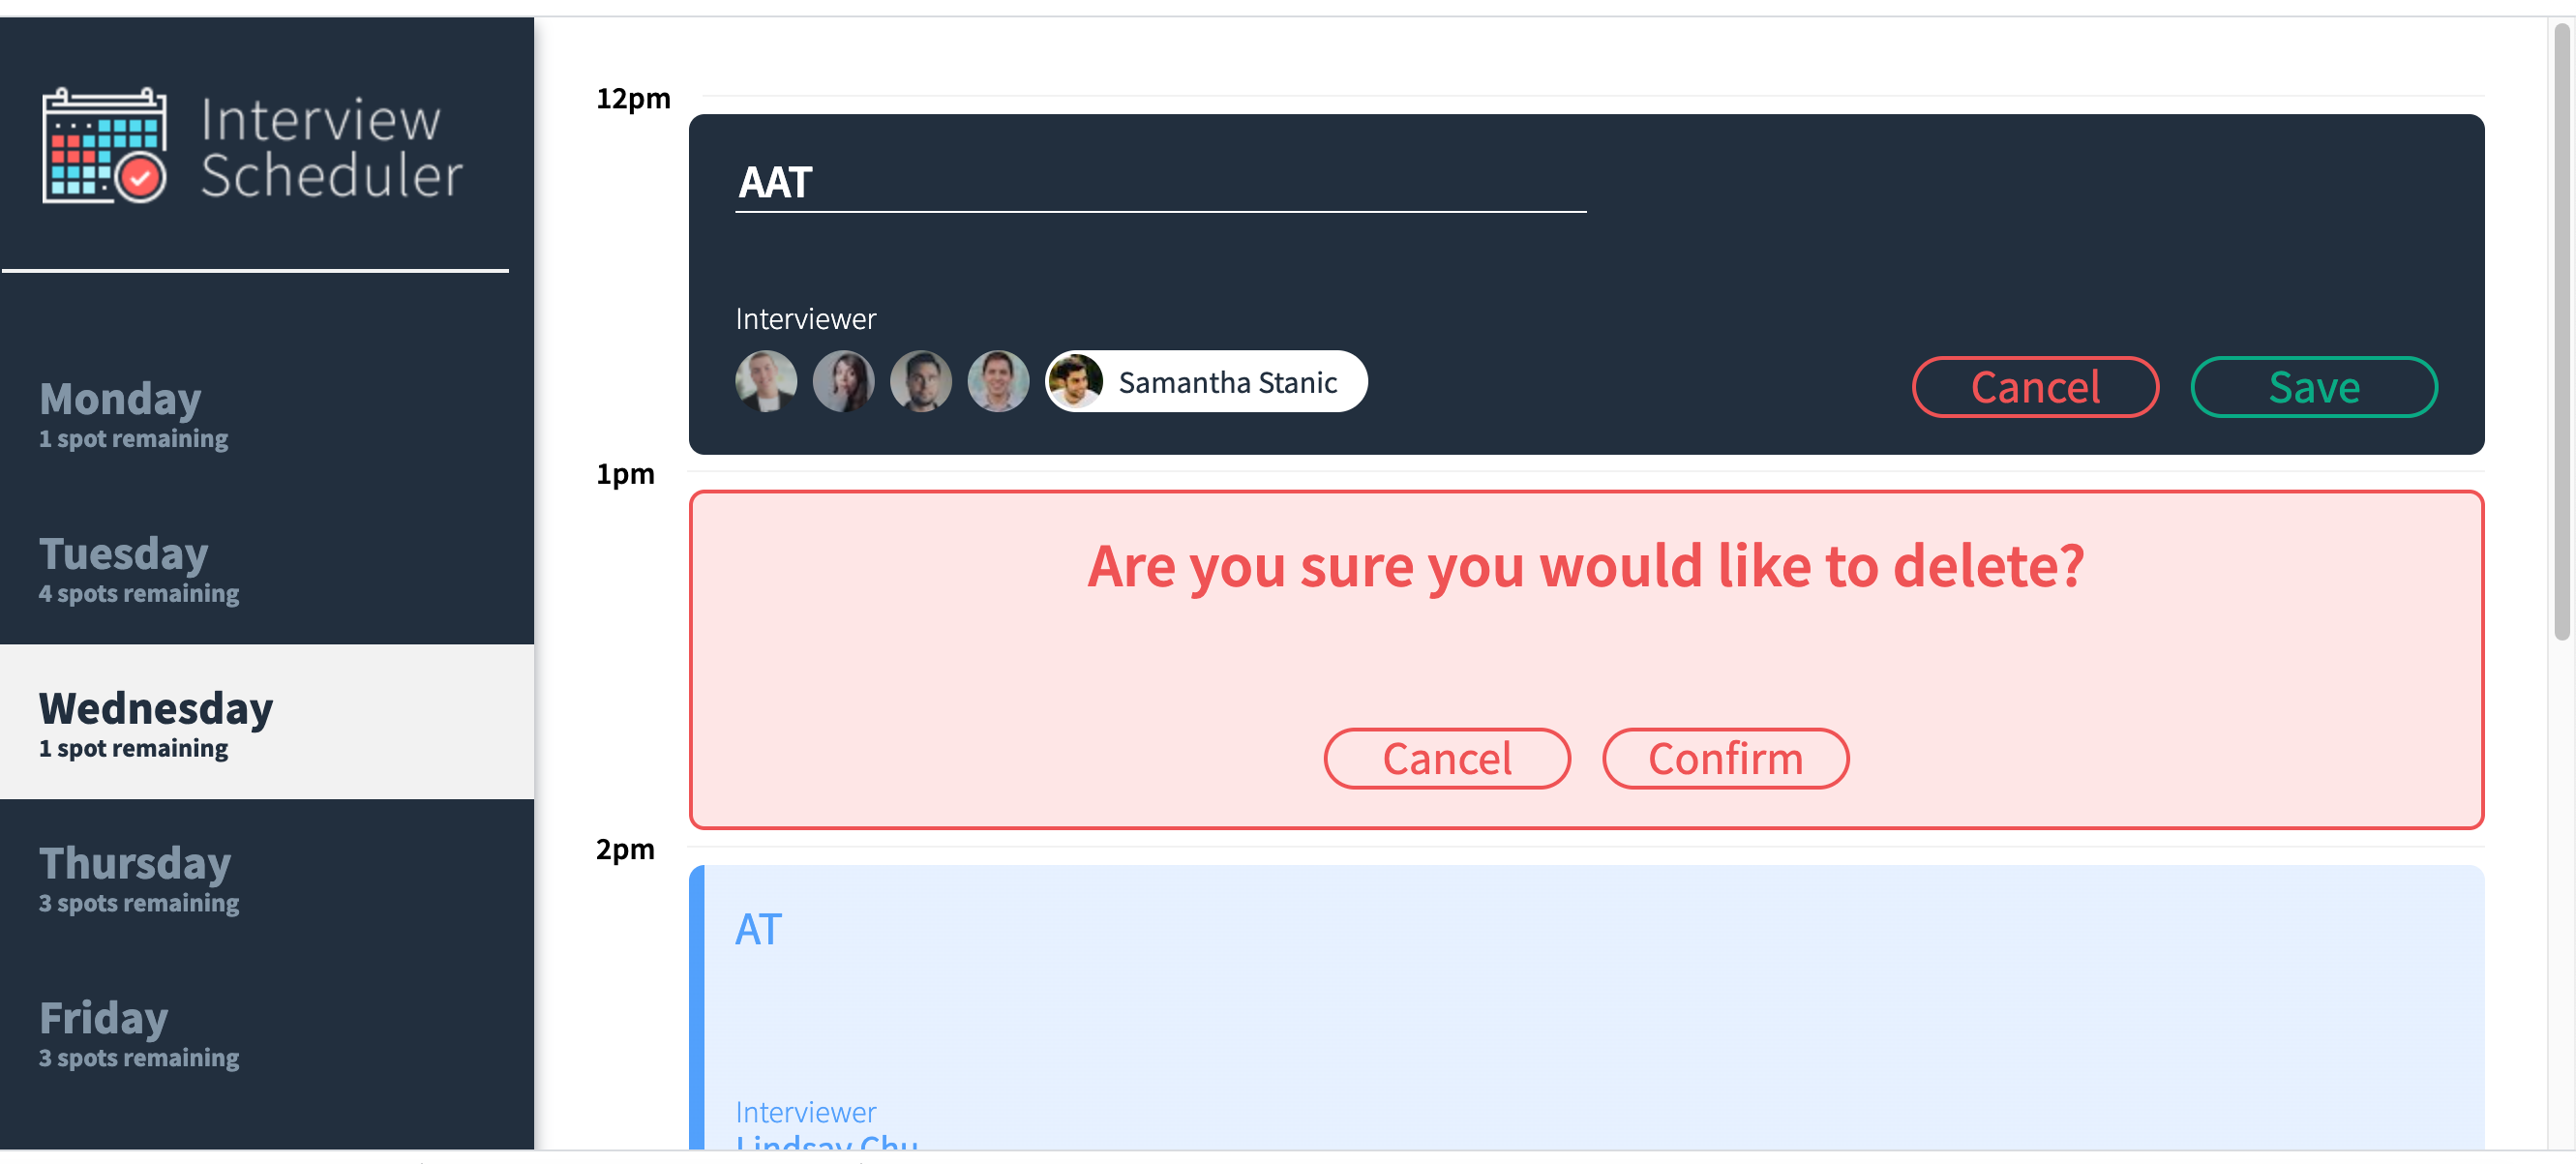 Interview
Scheduler
Monday
1 spot remaining
Tuesday
4 spots remaining
Wednesday
1 spot remaining
Thursday
3 spots remaining
Friday
3 spots remaining
12pm
AAT
Interviewer
Samantha Stanic
Cancel
Save
1pm
Are you sure you would like to delete?
Cancel
Confirm
2pm
AT
Interviewer
Lindsay Chu